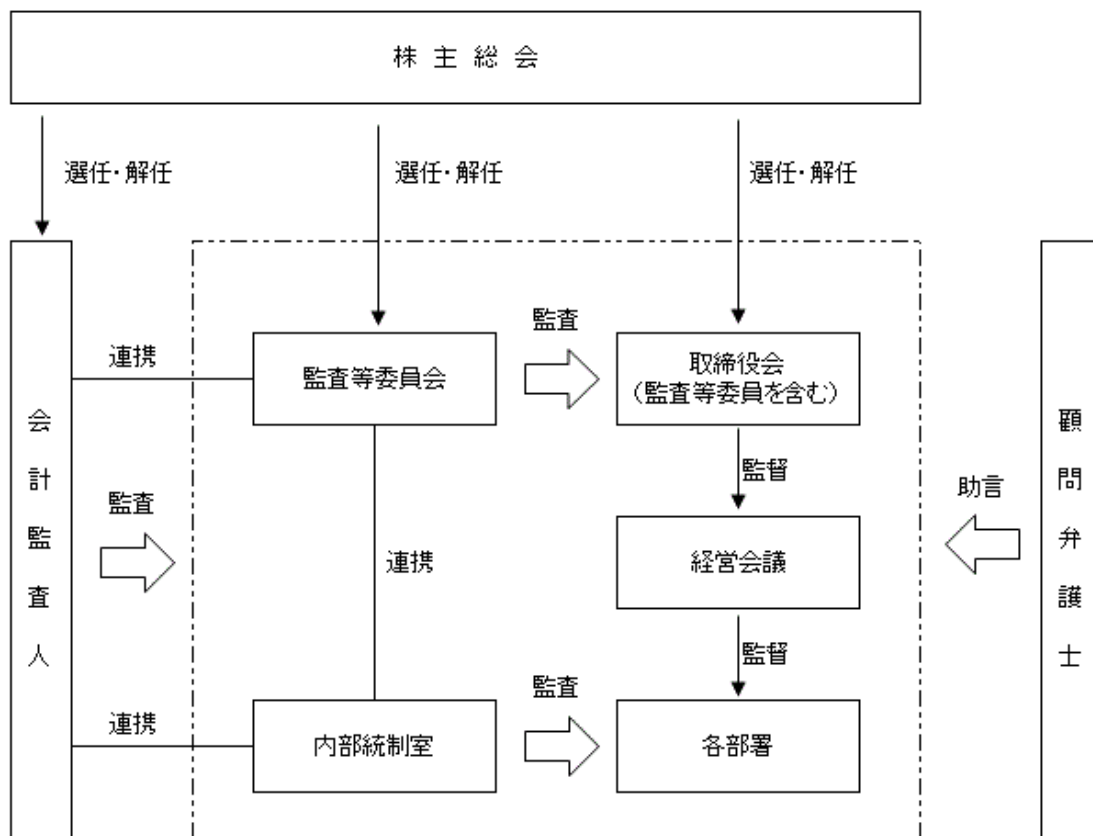 株主総会
選任・解任
選任・解任
選任・解任
監査
連携
監査等委員会
取締役会
（監査等委員を含む）
会計監査人
顧問弁護士
監督
助言
監査
連携
経営会議
監督
監査
連携
内部統制室
各部署